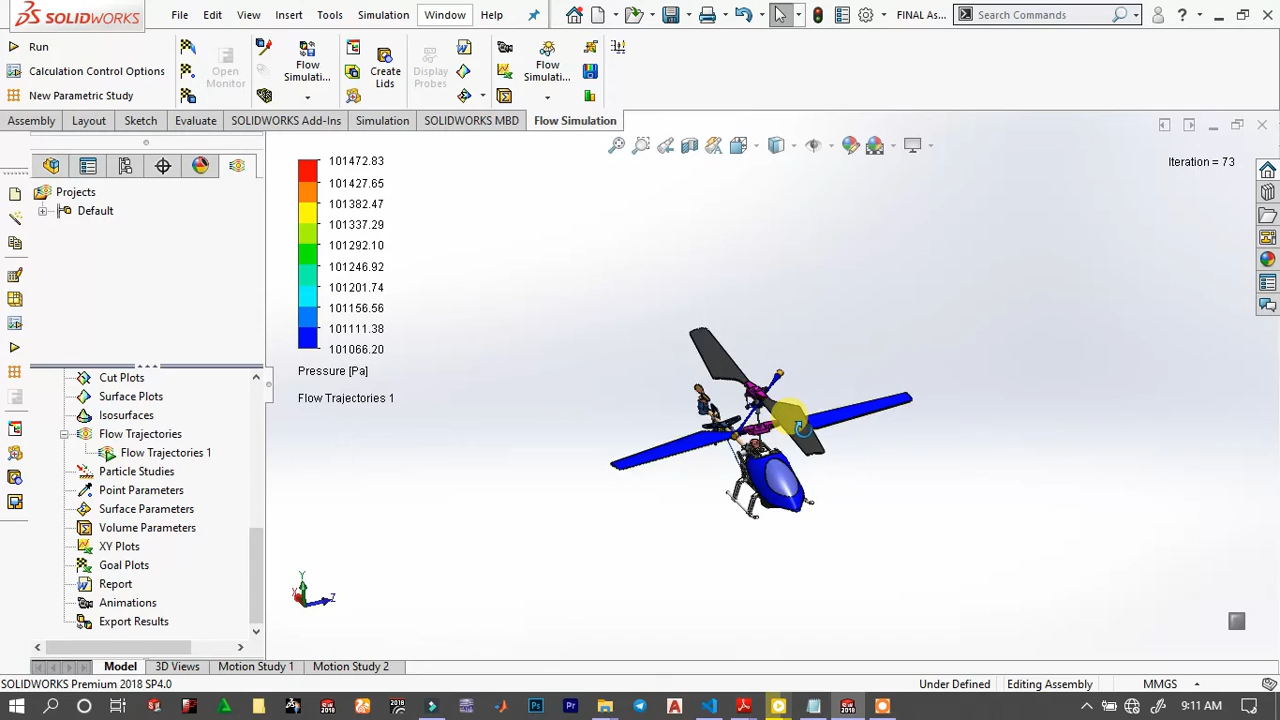 SOLIDWORKS
File
Edit
View
Insert
Tools
Simulation
Window
Help
FINAL As...
Search Commands
?
Run
Calculation Control Options
New Parametric Study
Open
Monitor
Flow
Simulati...
Create
Lids
Display
Probes
Flow
Simulati...
Assembly
Layout
Sketch
Evaluate
SOLIDWORKS Add-Ins
Simulation
SOLIDWORKS MBD
Flow Simulation
Projects
Default
Cut Plots
Surface Plots
Isosurfaces
Flow Trajectories
Flow Trajectories 1
Particle Studies
Point Parameters
Surface Parameters
Volume Parameters
XY Plots
Goal Plots
Report
Animations
Export Results
101472.83
101427.65
101382.47
101337.29
101292.10
101246.92
101201.74
101156.56
101111.38
101066.20
Pressure [Pa]
Flow Trajectories 1
Iteration = 73
Y
X
Z
Model
3D Views
Motion Study 1
Motion Study 2
SOLIDWORKS Premium 2018 SP4.0
Under Defined
Editing Assembly
MMGS
9:11 AM